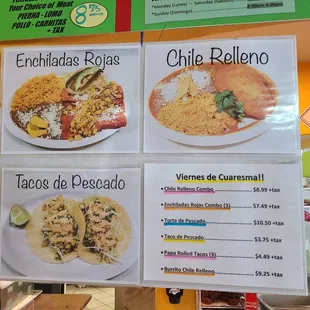 Your Choice of Meat
PIERNA - LOMO
POLLO - CARNITAS
+ TAX
Enchiladas Rojas
Chile Relleno
Tacos de Pescado
Viernes de Cuaresma!!
Chile Relleno Combo $8.99 +tax
Enchiladas Rojas Combo (3) $7.49 +tax
Torta de Pescado $10.50 +tax
Taco de Pescado $3.75 +tax
Papa Rolled Tacos (3) $4.49 +tax
Burrito Chile Relleno $9.25 +tax